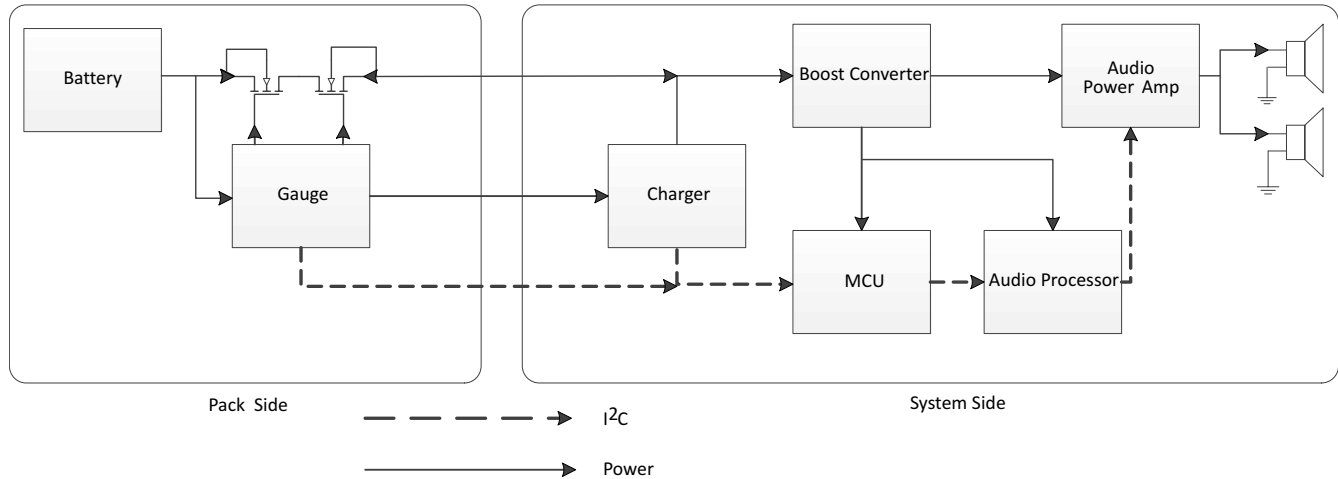 Battery
Boost Converter
Audio
Power Amp
Gauge
Charger
MCU
Audio Processor
Pack Side
System Side
I²C
Power